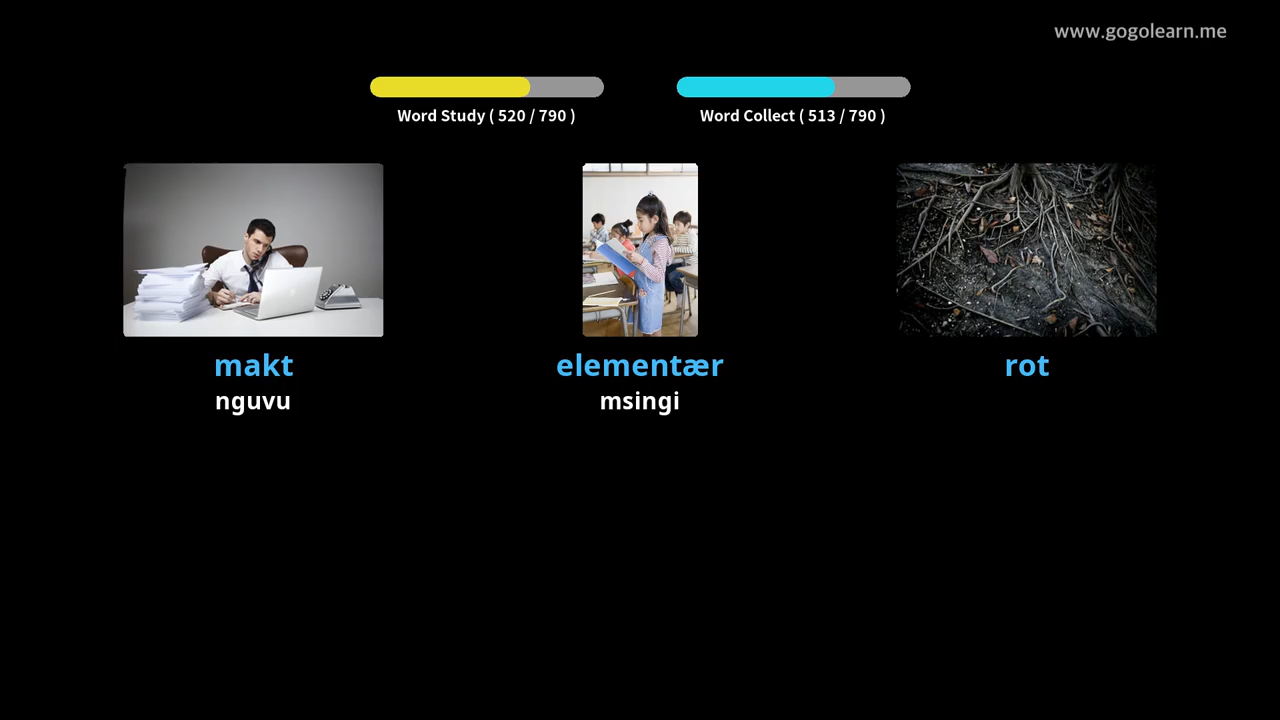 www.gogolearn.me
Word Study ( 520 / 790 )
Word Collect ( 513 / 790 )
makt
nguvu
elementær
msingi
rot